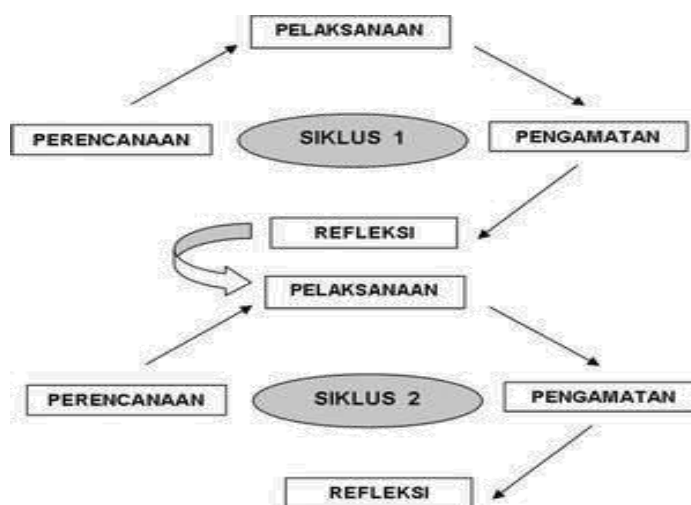 PELAKSANAAN
PERENCANAAN
SIKLUS 1
PENGAMATAN
REFLEKSI
PELAKSANAAN
PERENCANAAN
SIKLUS 2
PENGAMATAN
REFLEKSI